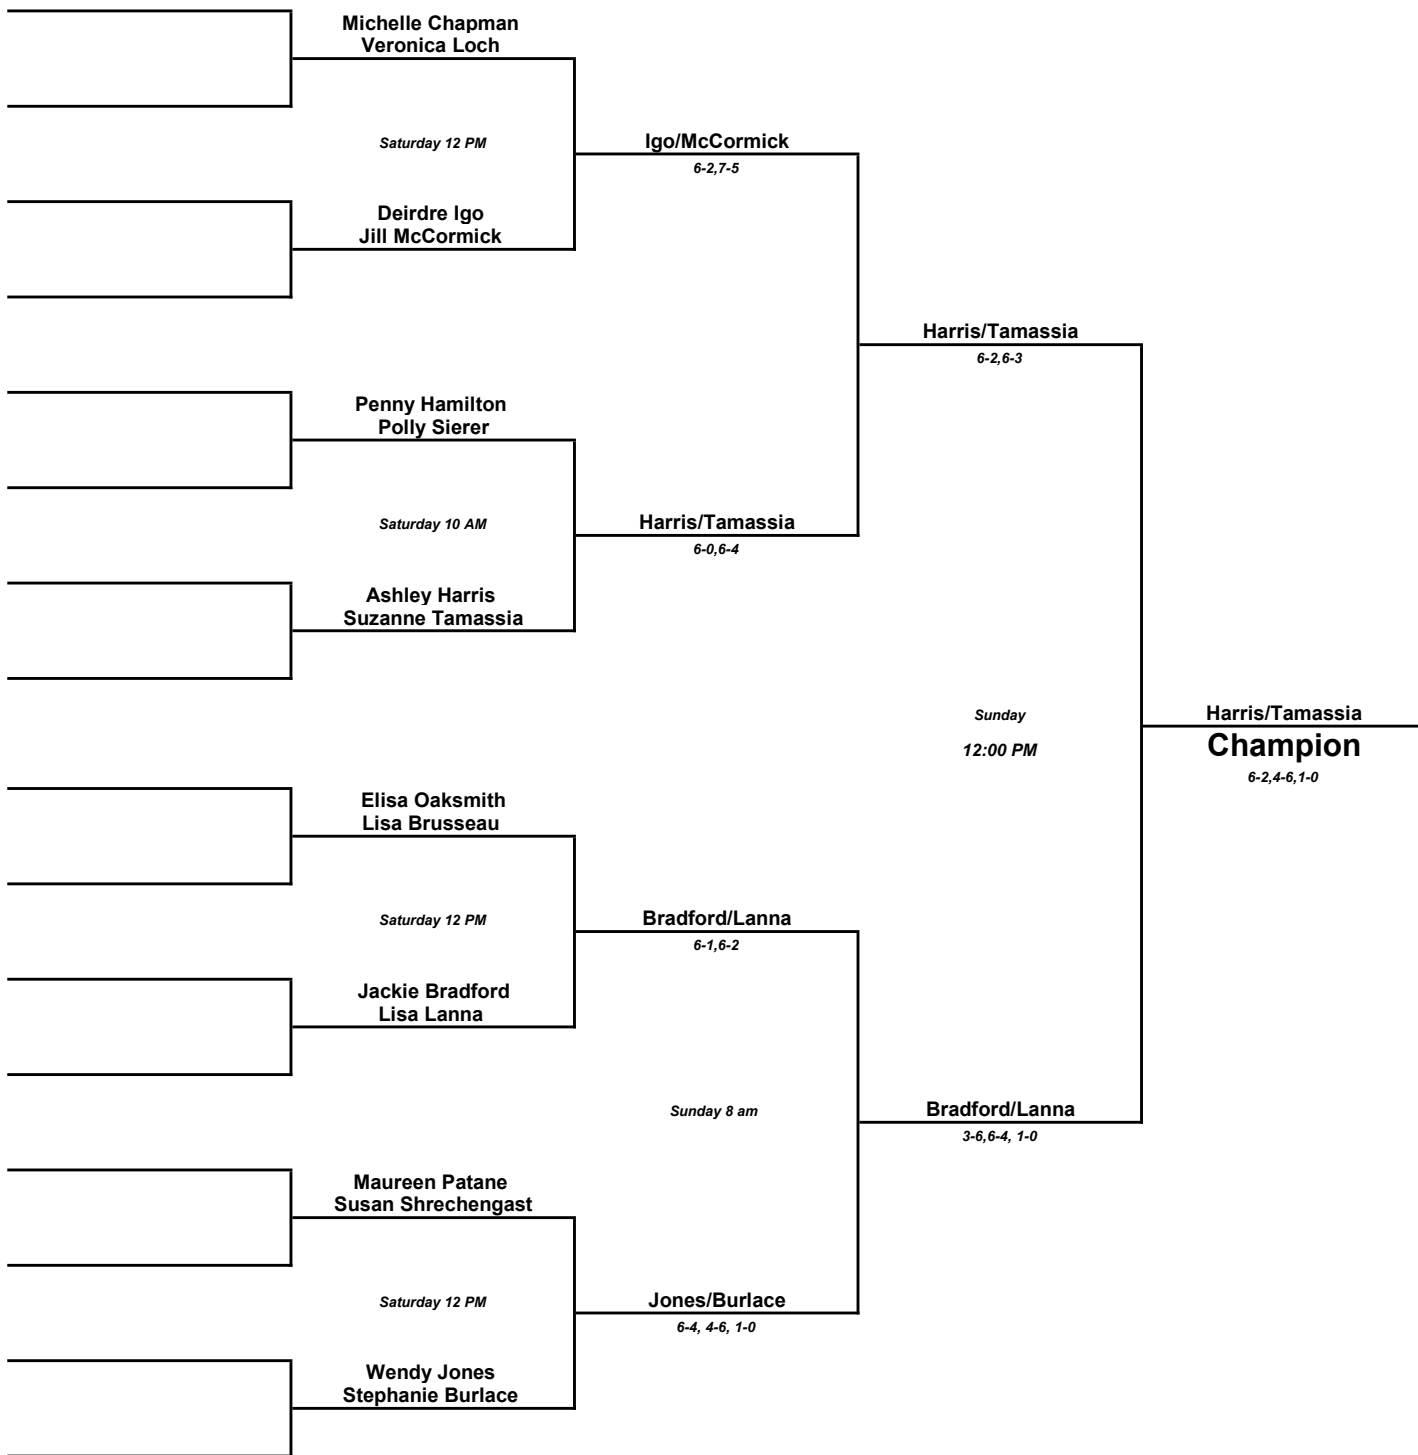 Michelle Chapman
Veronica Loch
Saturday 12 PM
Igo/McCormick
6-2,7-5
Deirdre Igo
Jill McCormick
Harris/Tamassia
6-2,6-3
Penny Hamilton
Polly Sierer
Saturday 10 AM
Harris/Tamassia
6-0,6-4
Ashley Harris
Suzanne Tamassia
Sunday
12:00 PM
Harris/Tamassia
Champion
6-2,4-6,1-0
Elisa Oaksmith
Lisa Brusseau
Saturday 12 PM
Bradford/Lanna
6-1,6-2
Jackie Bradford
Lisa Lanna
Sunday 8 am
Bradford/Lanna
3-6,6-4, 1-0
Maureen Patane
Susan Shrechengast
Saturday 12 PM
Jones/Burlace
6-4, 4-6, 1-0
Wendy Jones
Stephanie Burlace